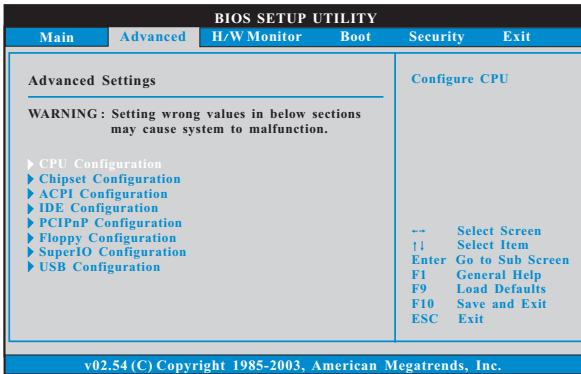 BIOS SETUP UTILITY
Main Advanced H/W Monitor Boot Security Exit
Advanced Settings
WARNING : Setting wrong values in below sections
may cause system to malfunction.
CPU Configuration
Chipset Configuration
ACPI Configuration
IDE Configuration
PCIPnP Configuration
Floppy Configuration
SuperIO Configuration
USB Configuration
Configure CPU
←→ Select Screen
↑↓ Select Item
Enter Go to Sub Screen
F1 General Help
F9 Load Defaults
F10 Save and Exit
ESC Exit
v02.54 (C) Copyright 1985-2003, American Megatrends, Inc.